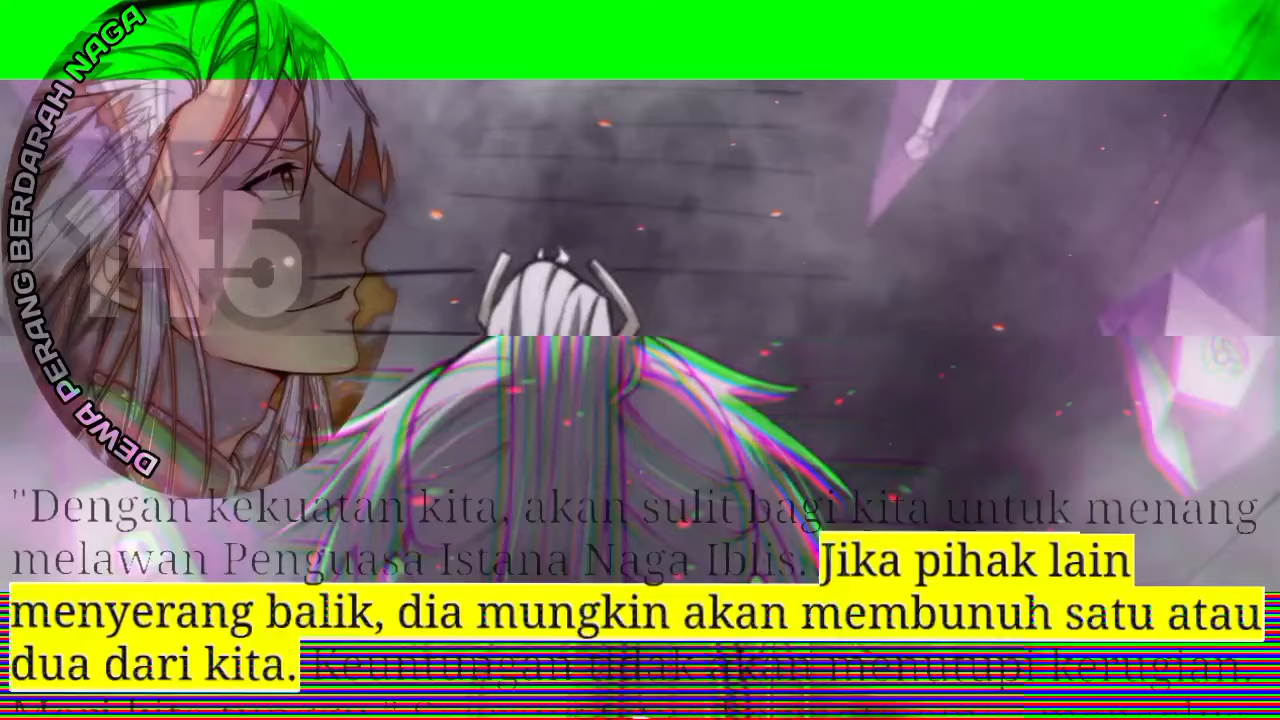 DEWA PERANG BERDARAH NAGA
145
"Dengan kekuatan kita, akan sulit bagi kita untuk menang
melawan Penguasa Istana Naga Iblis. Jika pihak lain
menyerang balik, dia mungkin akan membunuh satu atau
dua dari kita. Keuntungan tidak akan menutupi kerugian.